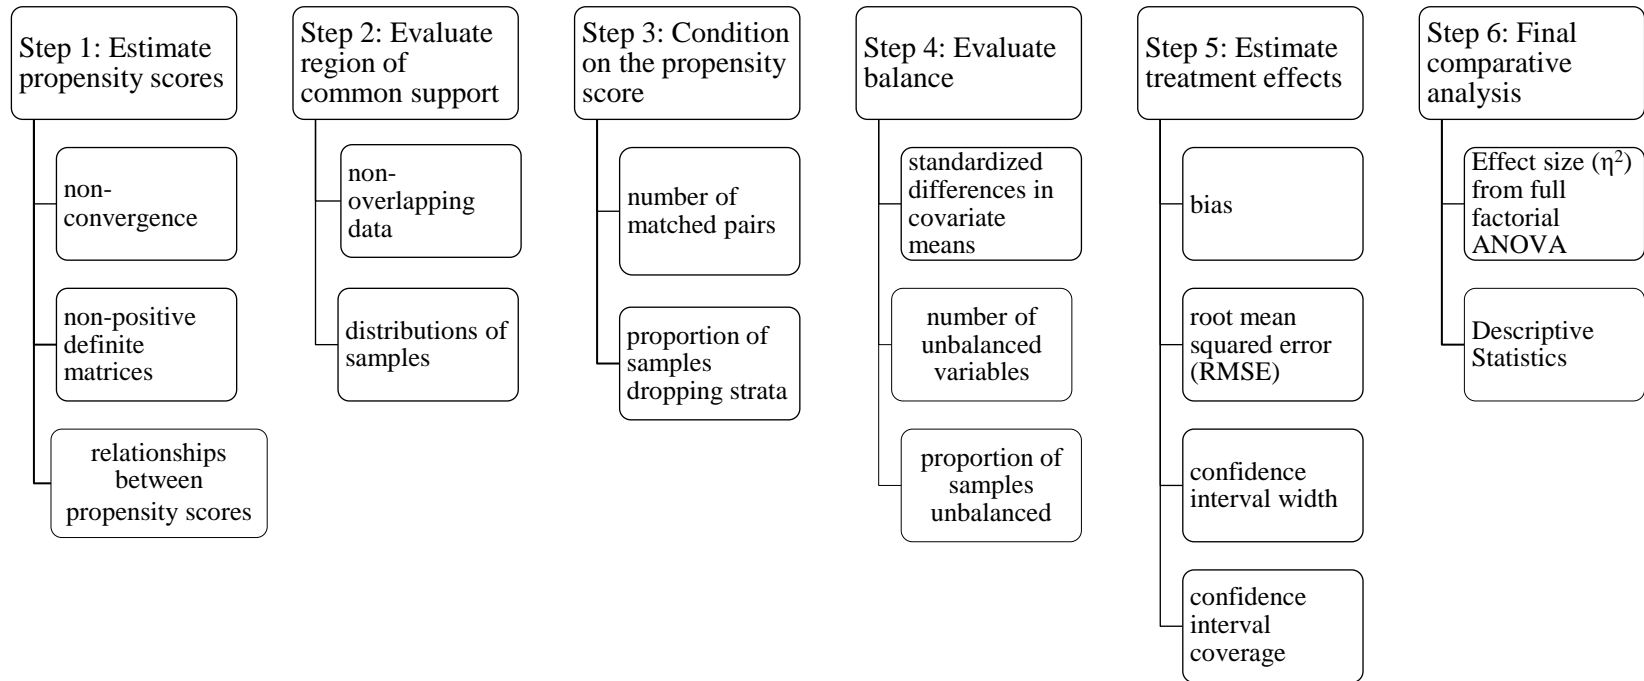 Step 1: Estimate
propensity scores
non-
convergence
non-positive
definite
matrices
relationships
between
propensity scores
Step 2: Evaluate
region of
common support
non-
overlapping
data
distributions of
samples
Step 3: Condition
on the propensity
score
number of
matched pairs
proportion of
samples
dropping strata
Step 4: Evaluate
balance
standardized
differences in
covariate
means
number of
unbalanced
variables
proportion of
samples
unbalanced
Step 5: Estimate
treatment effects
bias
root mean
squared error
(RMSE)
confidence
interval width
confidence
interval
coverage
Step 6: Final
comparative
analysis
Effect size (η²)
from full
factorial
ANOVA
Descriptive
Statistics